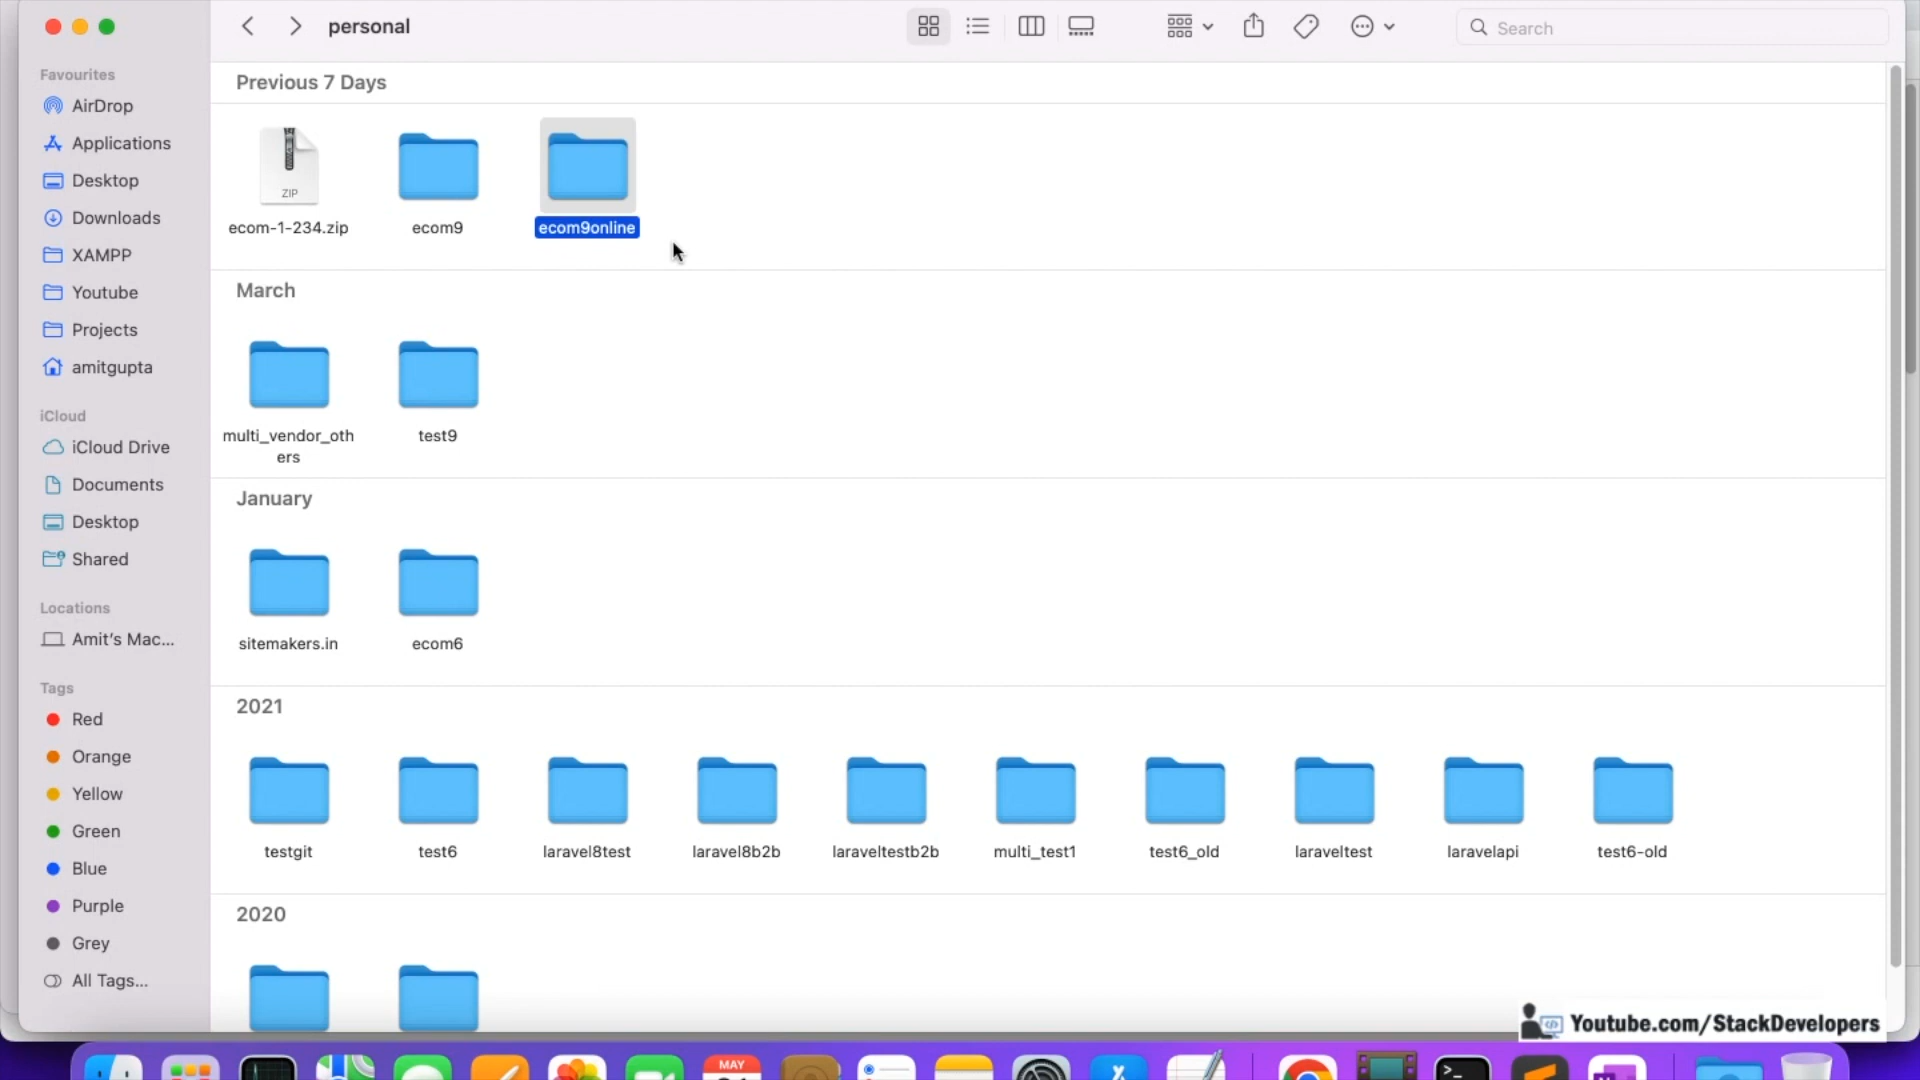 personal
Search
Favourites
AirDrop
Applications
Desktop
Downloads
XAMPP
Youtube
Projects
amitgupta
iCloud
iCloud Drive
Documents
Desktop
Shared
Locations
Amit's Mac...
Tags
Red
Orange
Yellow
Green
Blue
Purple
Grey
All Tags...
Previous 7 Days
ZIP
ecom-1-234.zip
ecom9
ecom9online
March
multi_vendor_oth
ers
test9
January
sitemakers.in
ecom6
2021
testgit
test6
laravel8test
laravel8b2b
laraveltestb2b
multi_test1
test6_old
laraveltest
laravelapi
test6-old
2020
Youtube.com/StackDevelopers
MAY